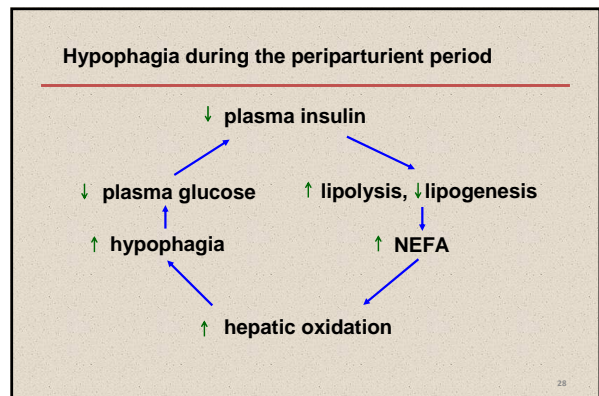 Hypophagia during the periparturient period
↓ plasma insulin
↓ plasma glucose
↑ lipolysis, ↓lipogenesis
↑ hypophagia
↑ NEFA
↑ hepatic oxidation
28